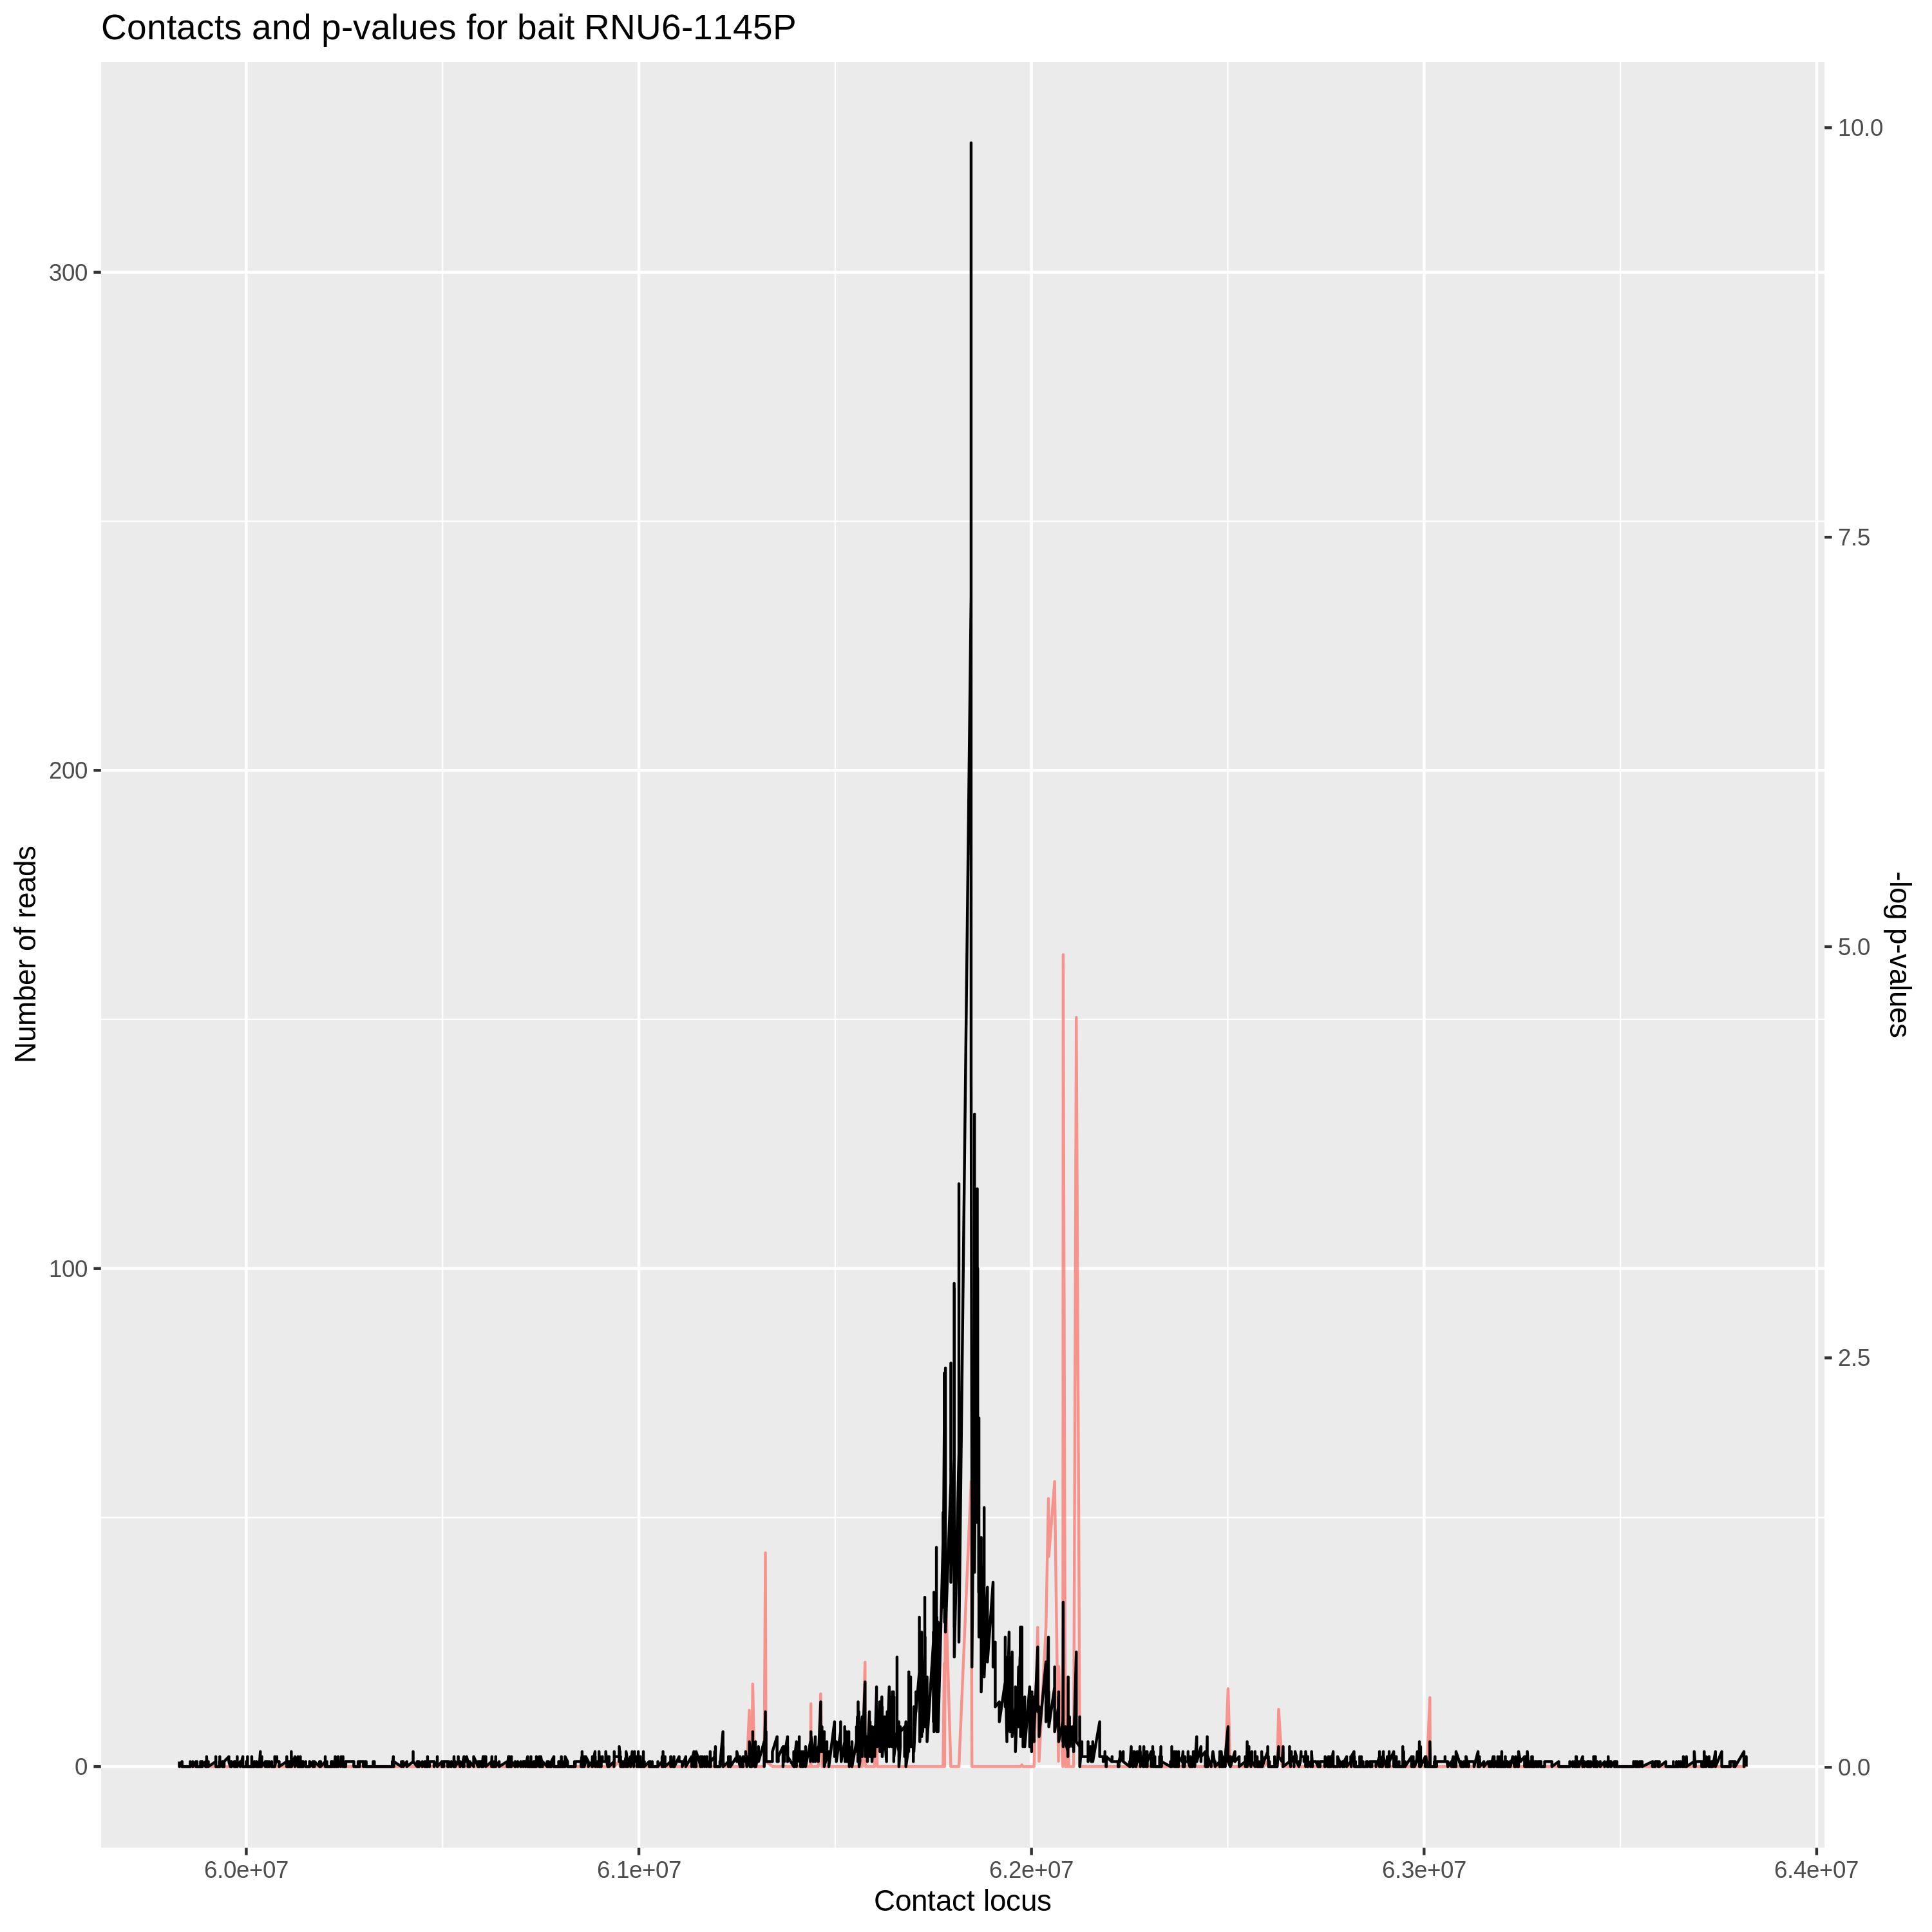 Contacts and p-values for bait RNU6-1145P
10.0
300
7.5
200
Number of reads
-log p-values
5.0
100
2.5
0
0.0
6.0e+07 6.1e+07 6.2e+07 6.3e+07 6.4e+07
Contact locus